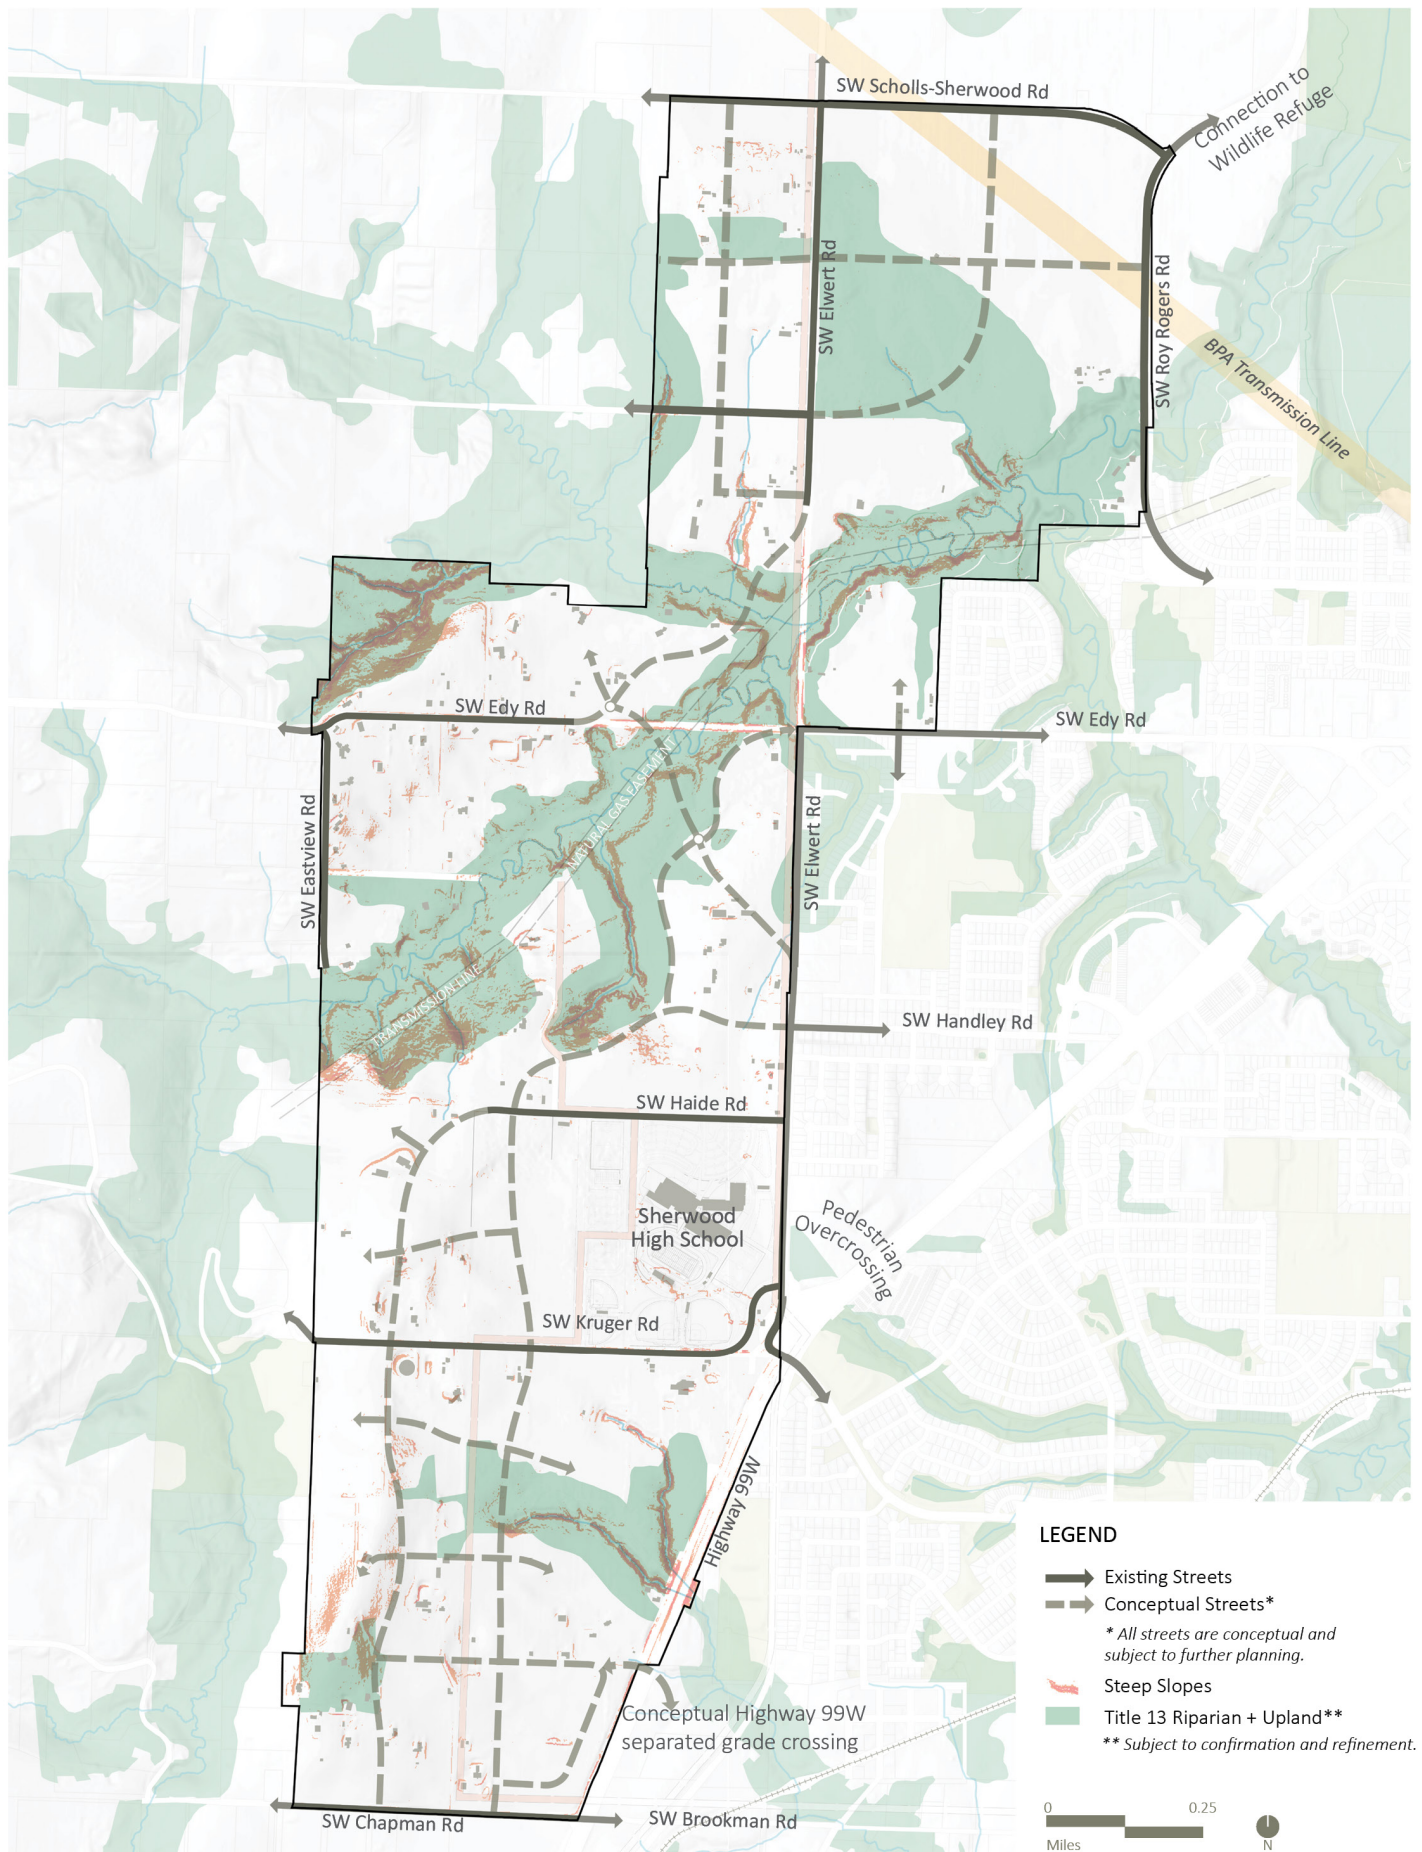 SW Scholls-Sherwood Rd
Connection to
Wildlife Refuge
SW Elwert Rd
SW Roy Rogers Rd
BPA Transmission Line
SW Edy Rd
SW Edy Rd
NATURAL GAS EASEMENT
SW Eastview Rd
SW Elwert Rd
TRANSMISSION LINE
SW Handley Rd
SW Haide Rd
Sherwood
High School
Pedestrian
Overcrossing
SW Kruger Rd
Highway 99W
Conceptual Highway 99W
separated grade crossing
SW Chapman Rd
SW Brookman Rd
LEGEND
Existing Streets
Conceptual Streets*
* All streets are conceptual and
subject to further planning.
Steep Slopes
Title 13 Riparian + Upland**
** Subject to confirmation and refinement.
0 0.25
Miles
N